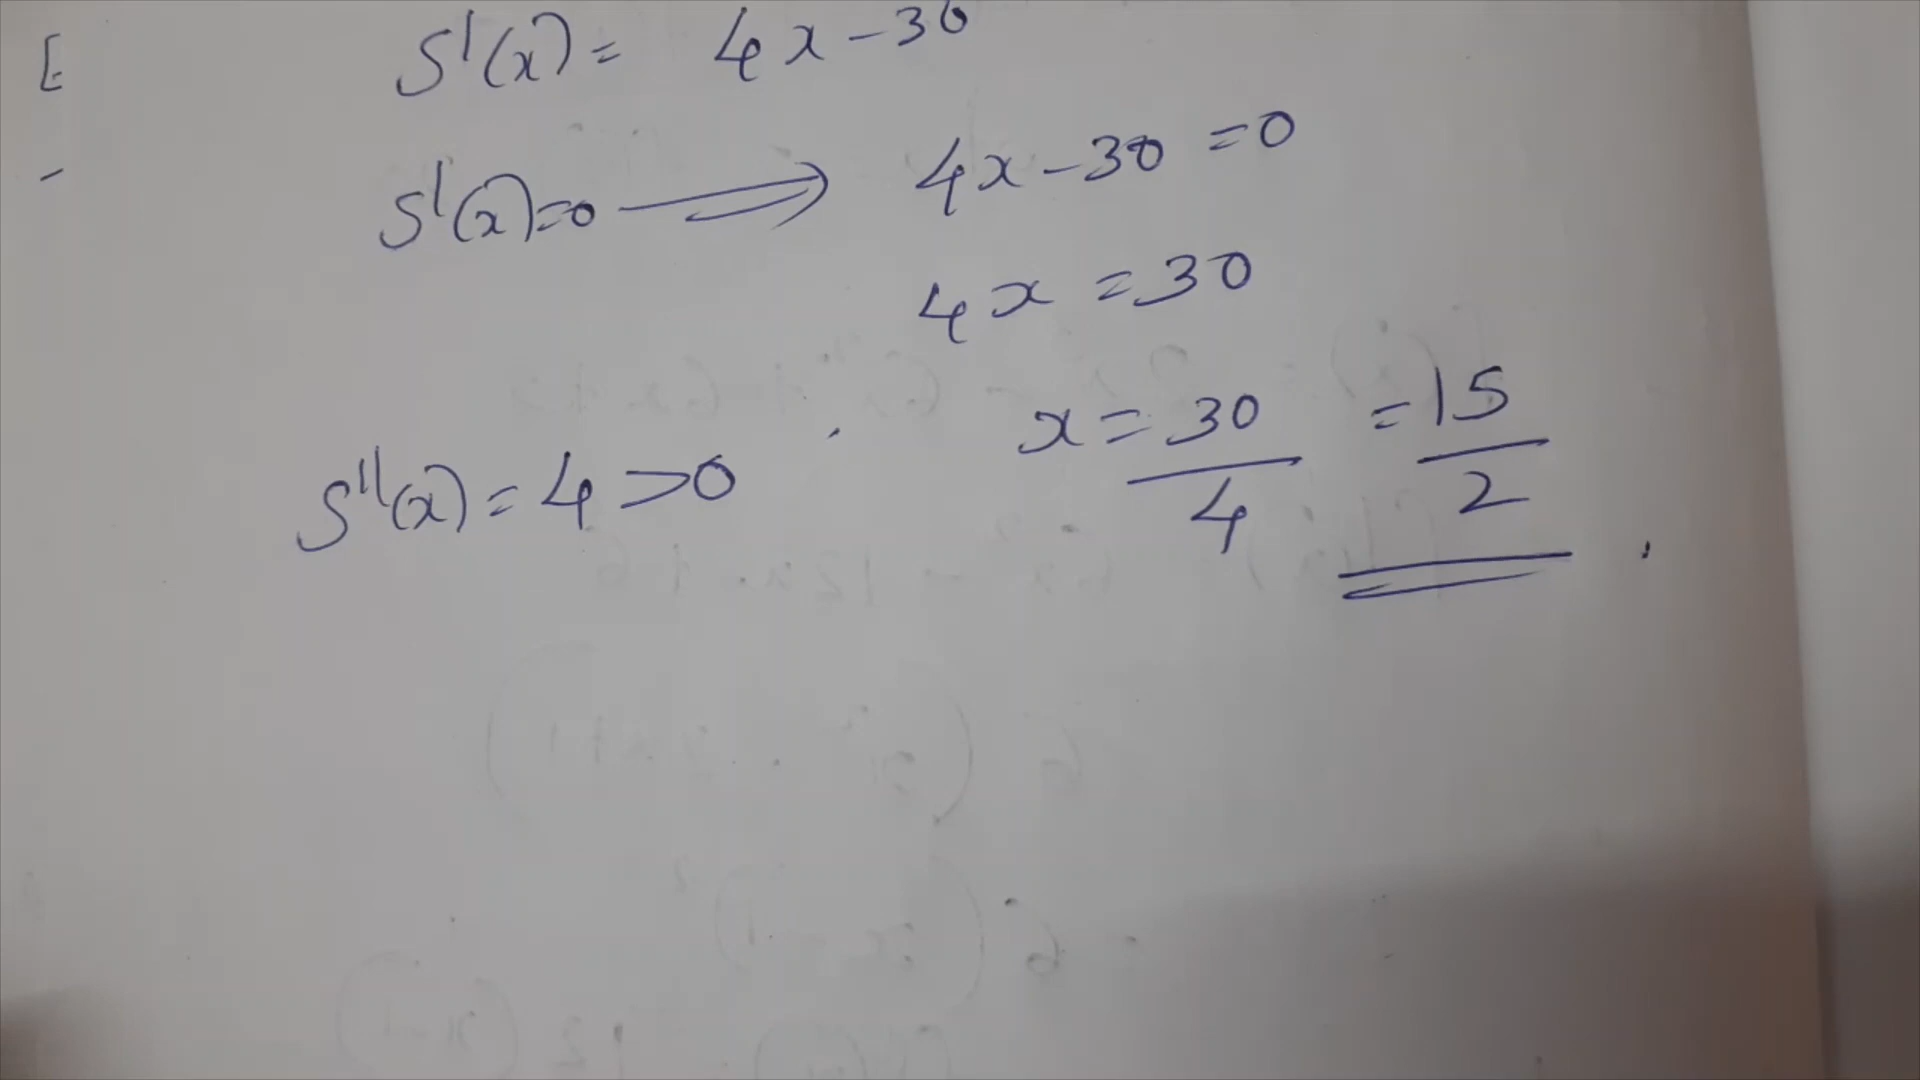 S'(x) = 4x - 30
S'(x)=0 ⟹ 4x - 30 = 0
4x = 30
x = 30/4 = 15/2
S''(x) = 4 > 0